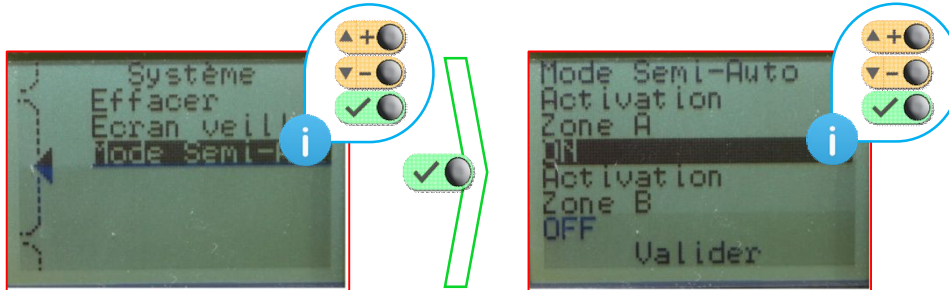 Système
Effacer
Ecran veill
Mode Semi-A
+
-
i
Mode Semi-Auto
Activation
Zone A
ON
Activation
Zone B
OFF
Valider
+
-
i